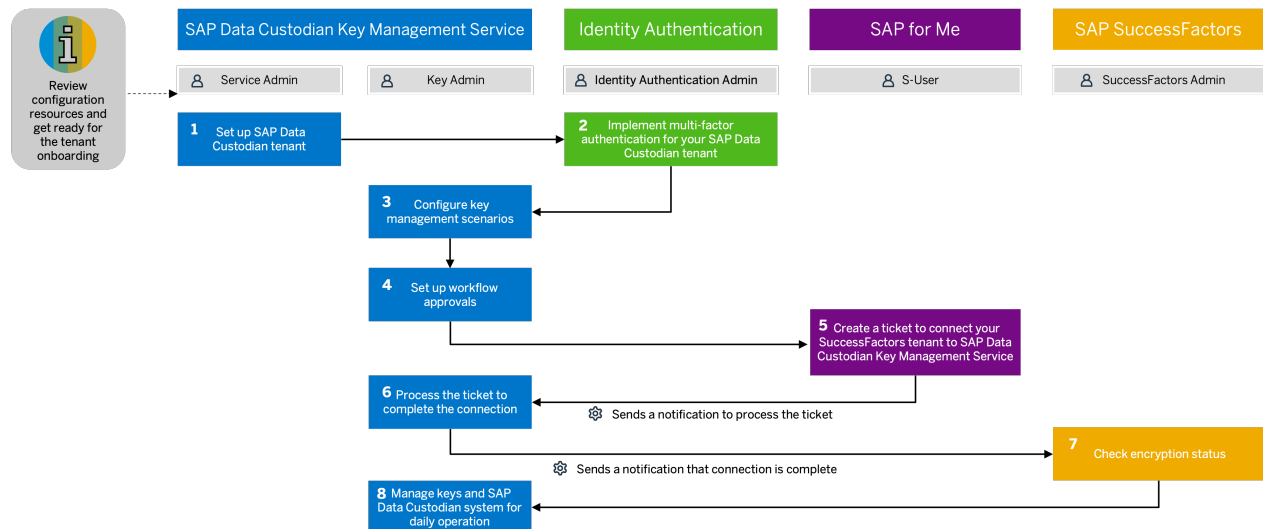 SAP Data Custodian Key Management Service
Identity Authentication
SAP for Me
SAP SuccessFactors
i
Review
configuration
resources and
get ready for
the tenant
onboarding
Service Admin
Key Admin
Identity Authentication Admin
S-User
SuccessFactors Admin
1 Set up SAP Data
Custodian tenant
2 Implement multi-factor
authentication for your SAP Data
Custodian tenant
3 Configure key
management scenarios
4 Set up workflow
approvals
5 Create a ticket to connect your
SuccessFactors tenant to SAP Data
Custodian Key Management Service
6 Process the ticket to
complete the connection
Sends a notification to process the ticket
7 Check encryption status
Sends a notification that connection is complete
8 Manage keys and SAP
Data Custodian system for
daily operation